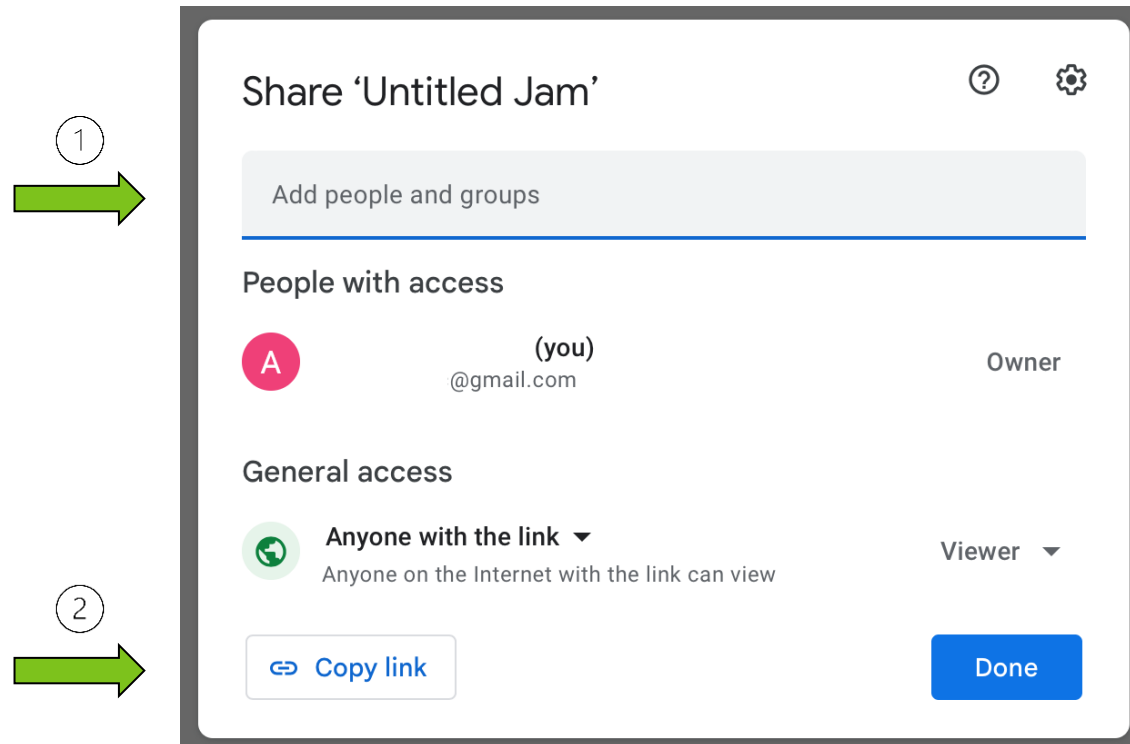 Share ‘Untitled Jam’
1
Add people and groups
People with access
A
(you)
@gmail.com
Owner
General access
Anyone with the link
Anyone on the Internet with the link can view
Viewer
2
Copy link
Done